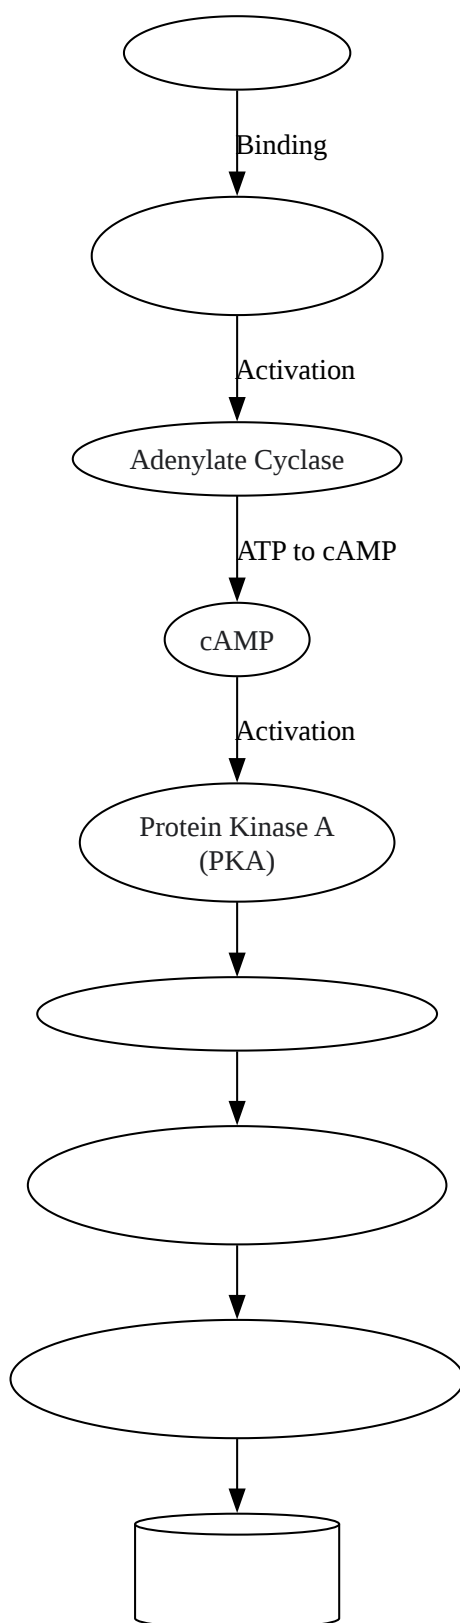 Binding
Activation
Adenylate Cyclase
ATP to cAMP
cAMP
Activation
Protein Kinase A
(PKA)